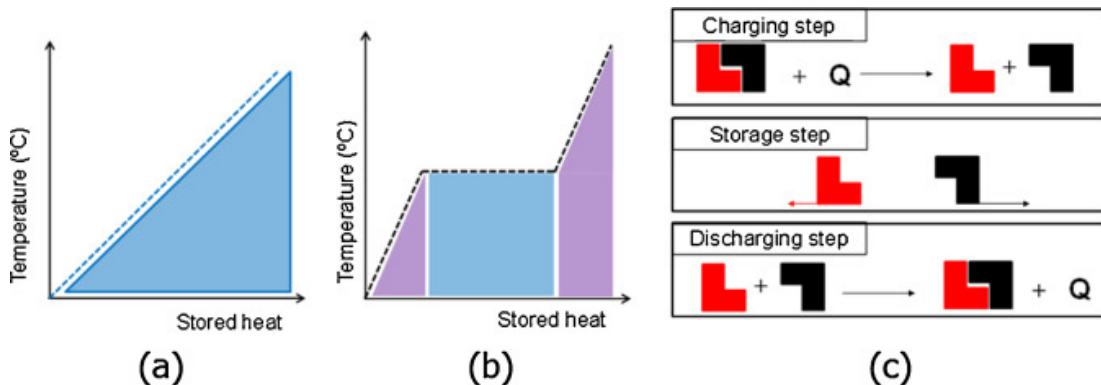 Temperature (ºC)
Stored heat
(a)
Temperature (ºC)
Stored heat
(b)
Charging step
+ Q
+
Storage step
Discharging step
+
+ Q
(c)